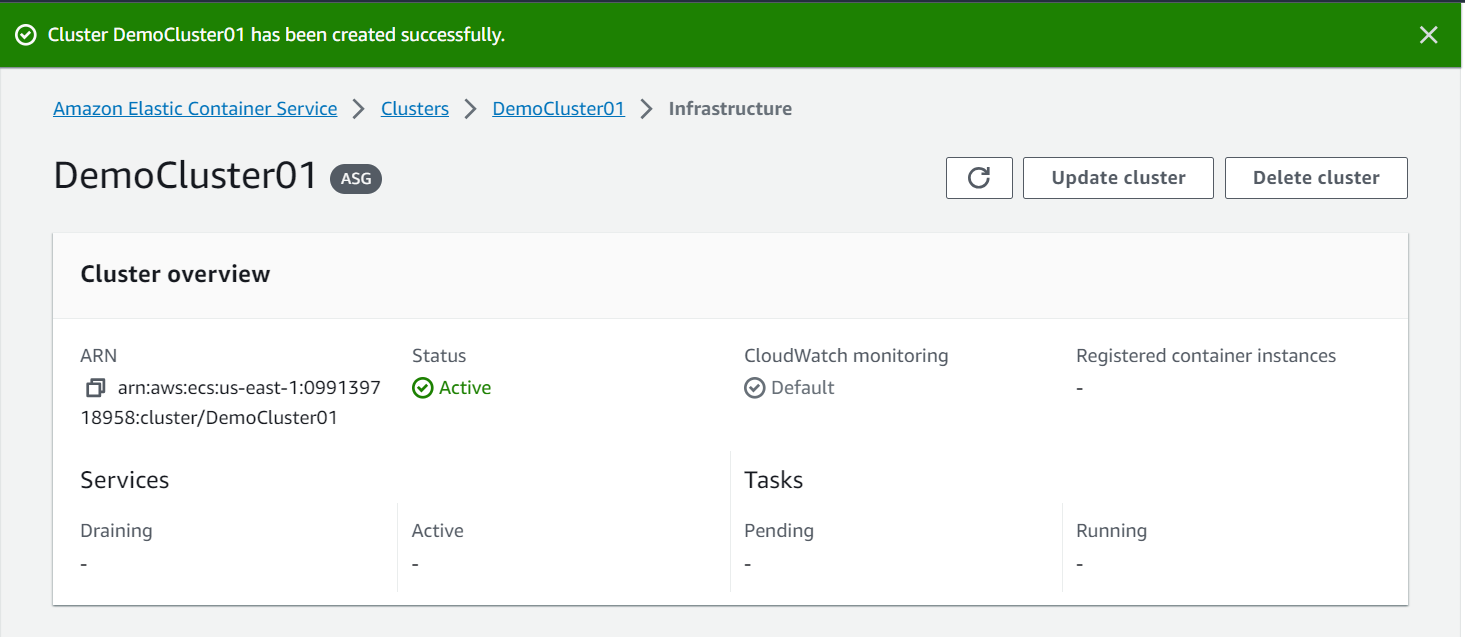 Cluster DemoCluster01 has been created successfully.
Amazon Elastic Container Service > Clusters > DemoCluster01 > Infrastructure
DemoCluster01 ASG
Update cluster
Delete cluster
Cluster overview
ARN
arn:aws:ecs:us-east-1:0991397
18958:cluster/DemoCluster01
Status
Active
CloudWatch monitoring
Default
Registered container instances
-
Services
Draining
-
Active
-
Tasks
Pending
-
Running
-